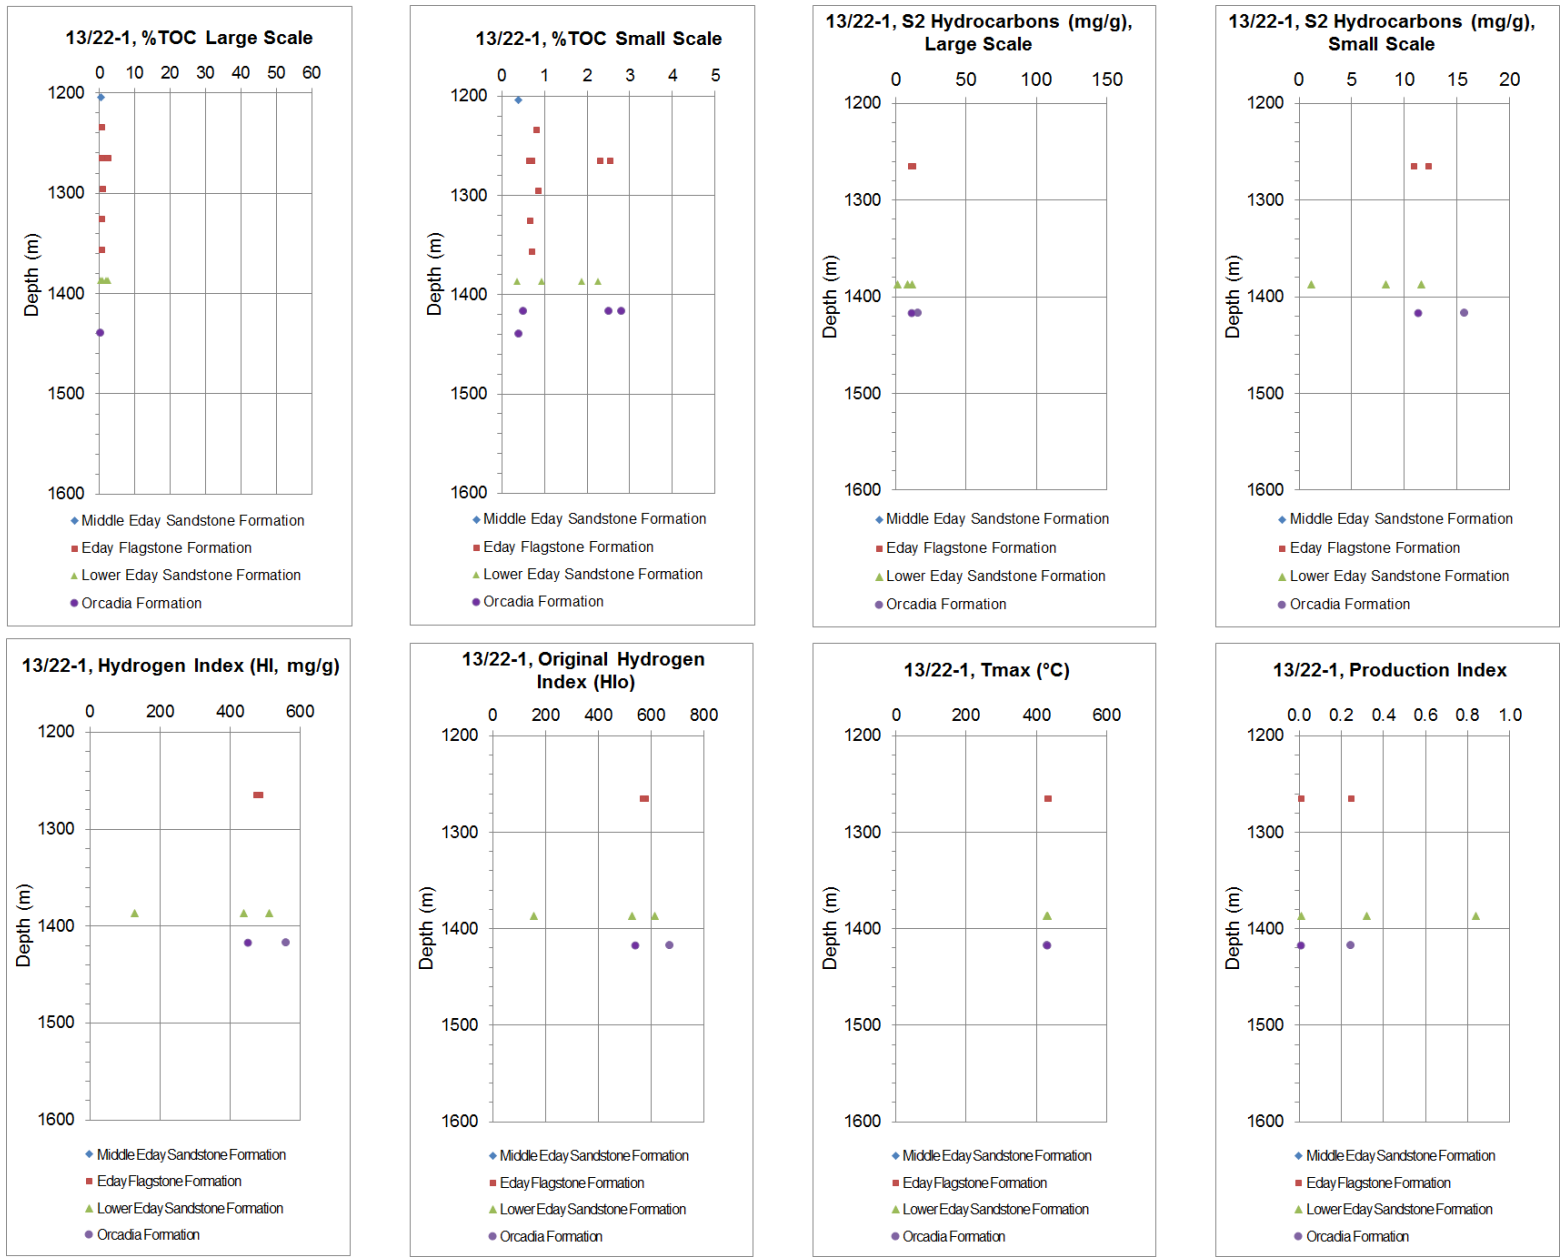 13/22-1, %TOC Large Scale
0 10 20 30 40 50 60
1200
1300
1400
1500
1600
Depth (m)
Middle Eday Sandstone Formation
Eday Flagstone Formation
Lower Eday Sandstone Formation
Orcadia Formation
13/22-1, %TOC Small Scale
0 1 2 3 4 5
1200
1300
1400
1500
1600
Depth (m)
Middle Eday Sandstone Formation
Eday Flagstone Formation
Lower Eday Sandstone Formation
Orcadia Formation
13/22-1, S2 Hydrocarbons (mg/g),
Large Scale
0 50 100 150
1200
1300
1400
1500
1600
Depth (m)
Middle Eday Sandstone Formation
Eday Flagstone Formation
Lower Eday Sandstone Formation
Orcadia Formation
13/22-1, S2 Hydrocarbons (mg/g),
Small Scale
0 5 10 15 20
1200
1300
1400
1500
1600
Depth (m)
Middle Eday Sandstone Formation
Eday Flagstone Formation
Lower Eday Sandstone Formation
Orcadia Formation
13/22-1, Hydrogen Index (HI, mg/g)
0 200 400 600
1200
1300
1400
1500
1600
Depth (m)
Middle Eday Sandstone Formation
Eday Flagstone Formation
Lower Eday Sandstone Formation
Orcadia Formation
13/22-1, Original Hydrogen
Index (HIo)
0 200 400 600 800
1200
1300
1400
1500
1600
Depth (m)
Middle Eday Sandstone Formation
Eday Flagstone Formation
Lower Eday Sandstone Formation
Orcadia Formation
13/22-1, Tmax (°C)
0 200 400 600
1200
1300
1400
1500
1600
Depth (m)
Middle Eday Sandstone Formation
Eday Flagstone Formation
Lower Eday Sandstone Formation
Orcadia Formation
13/22-1, Production Index
0.0 0.2 0.4 0.6 0.8 1.0
1200
1300
1400
1500
1600
Depth (m)
Middle Eday Sandstone Formation
Eday Flagstone Formation
Lower Eday Sandstone Formation
Orcadia Formation